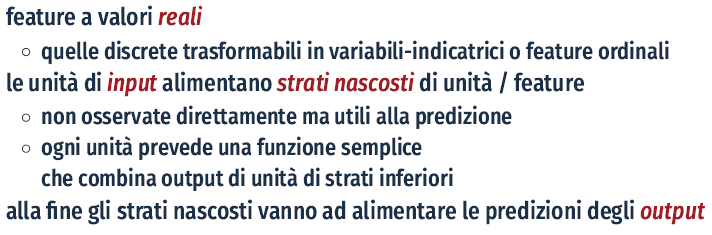 feature a valori reali
◦ quelle discrete trasformabili in variabili-indicatrici o feature ordinali
le unità di input alimentano strati nascosti di unità / feature
◦ non osservate direttamente ma utili alla predizione
◦ ogni unità prevede una funzione semplice
che combina output di unità di strati inferiori
alla fine gli strati nascosti vanno ad alimentare le predizioni degli output